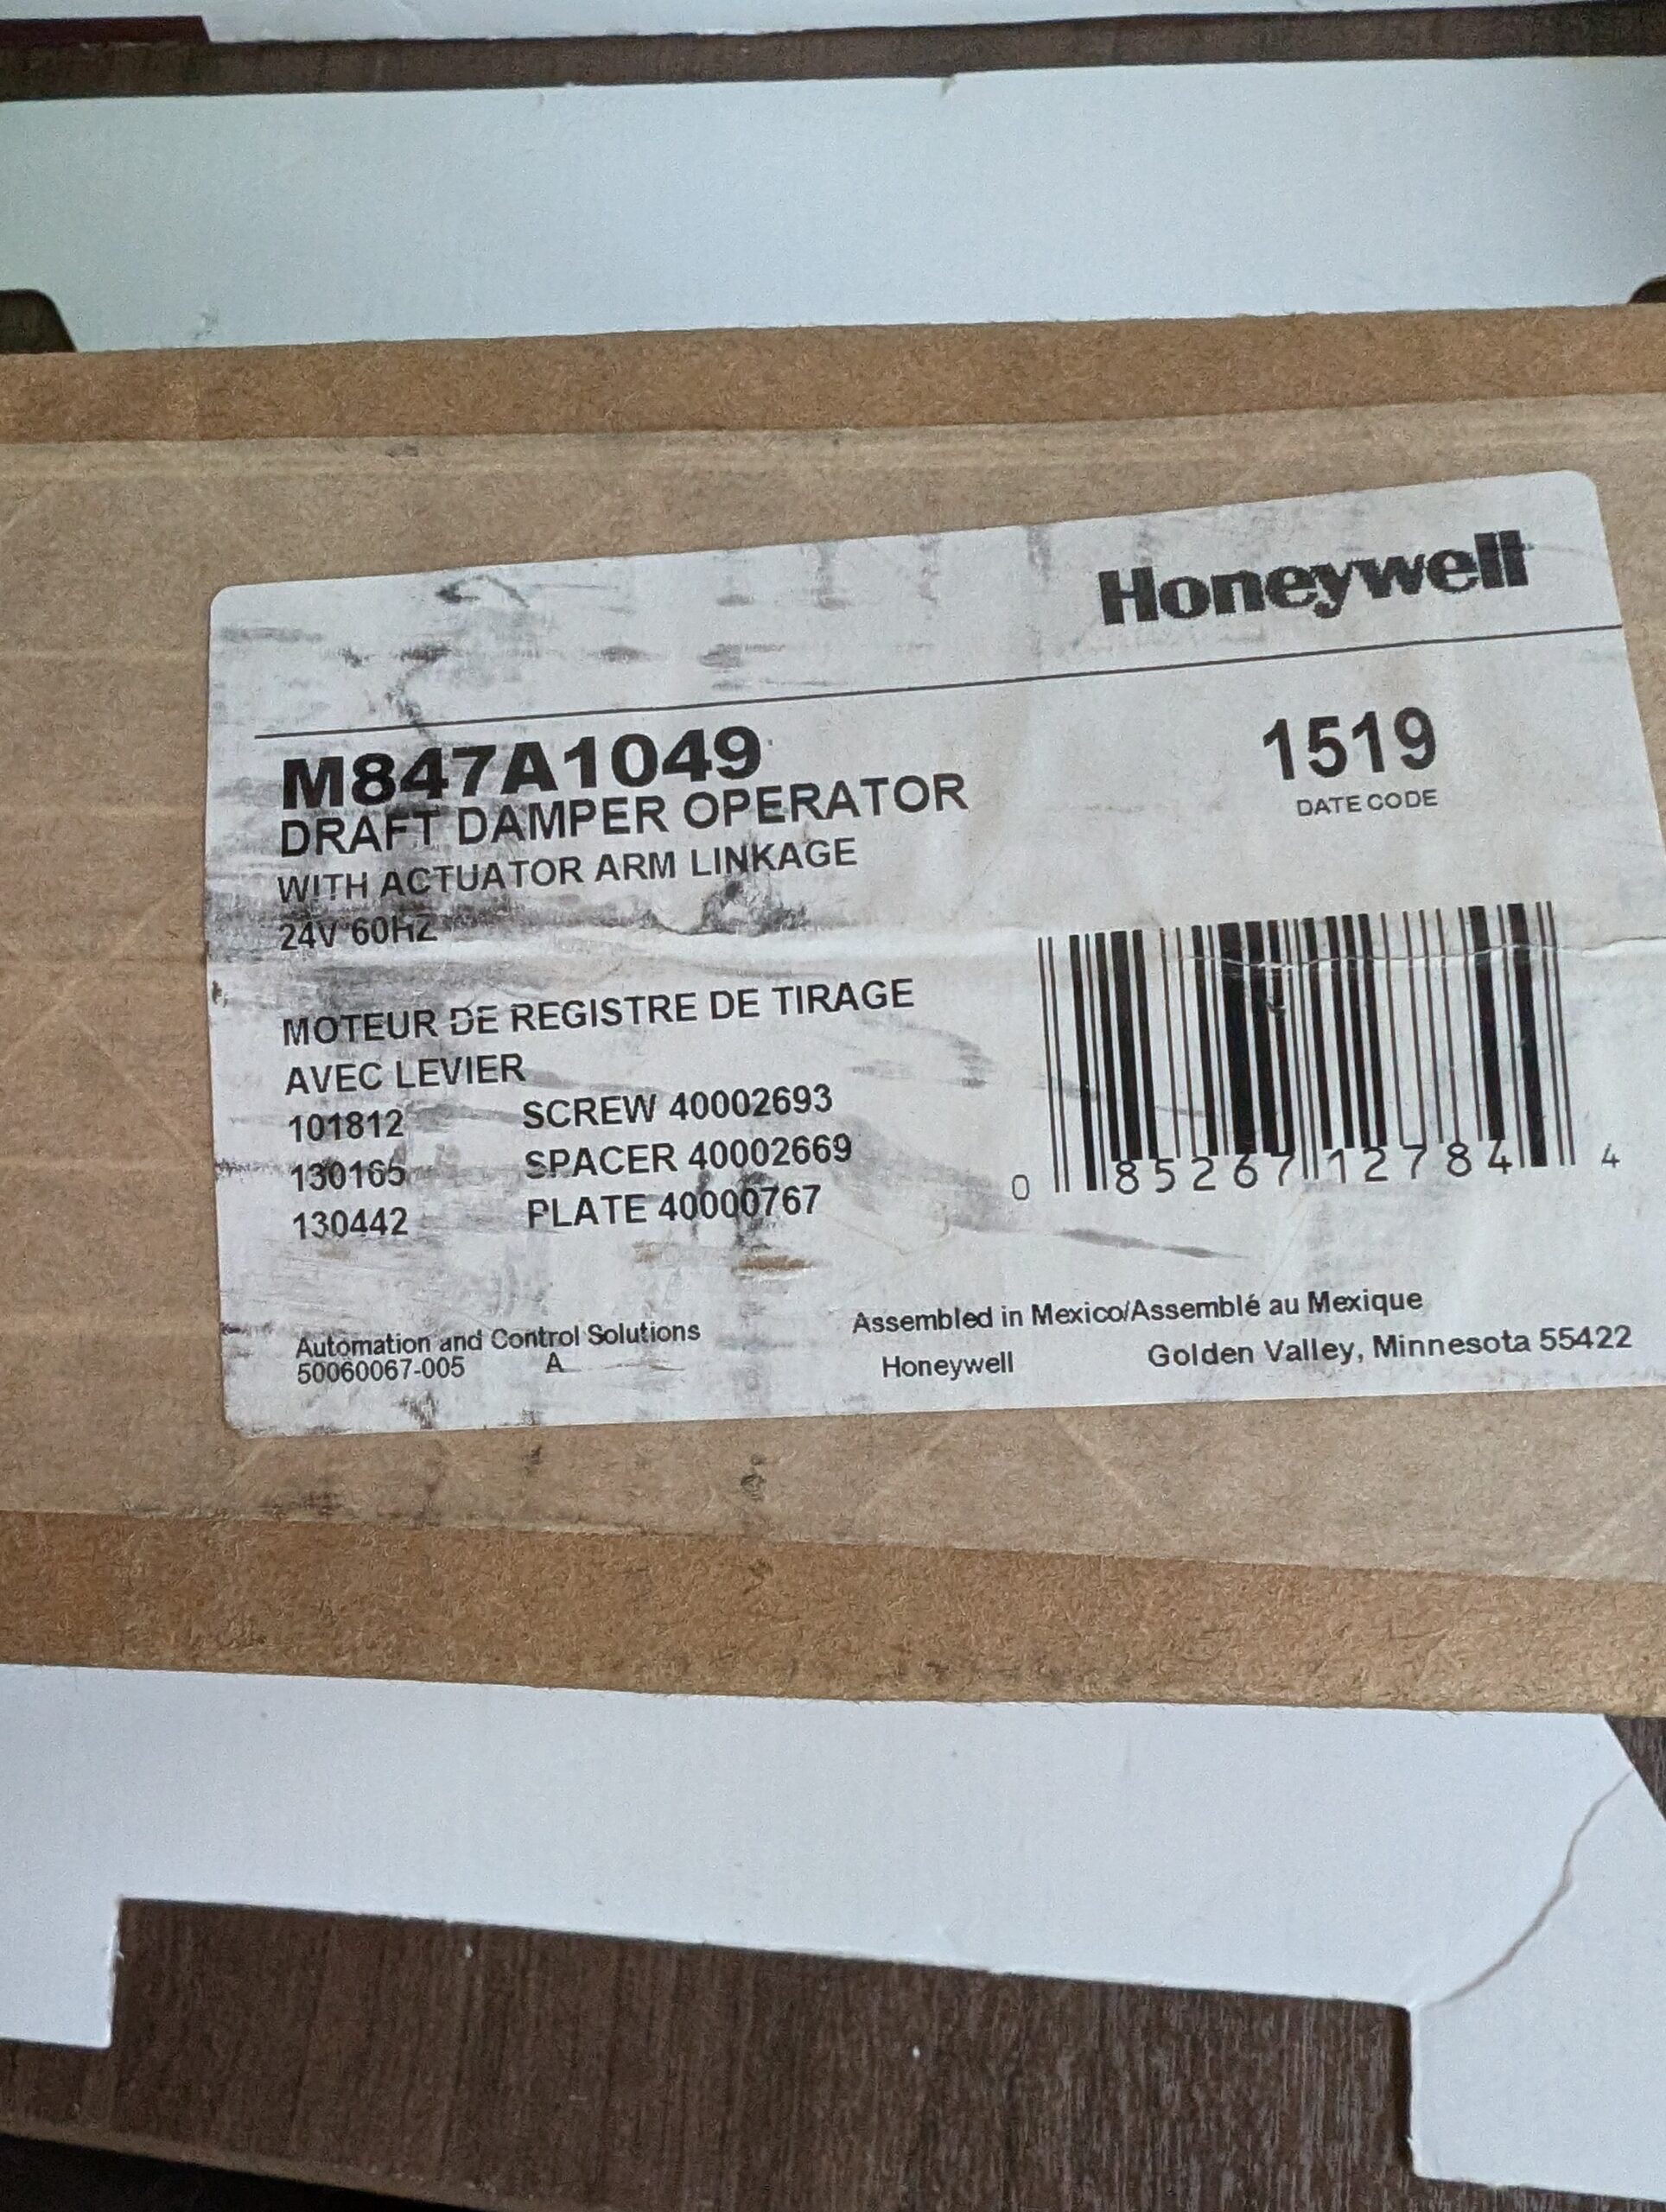 Honeywell
M847A1049
1519
DRAFT DAMPER OPERATOR
DATE CODE
WITH ACTUATOR ARM LINKAGE
24V 60HZ
MOTEUR DE REGISTRE DE TIRAGE
AVEC LEVIER
101812 SCREW 40002693
130165 SPACER 40002669
130442 PLATE 40000767
0 85267 12784 4
Assembled in Mexico/Assemblé au Mexique
Automation and Control Solutions
50060067-005 A
Honeywell Golden Valley, Minnesota 55422